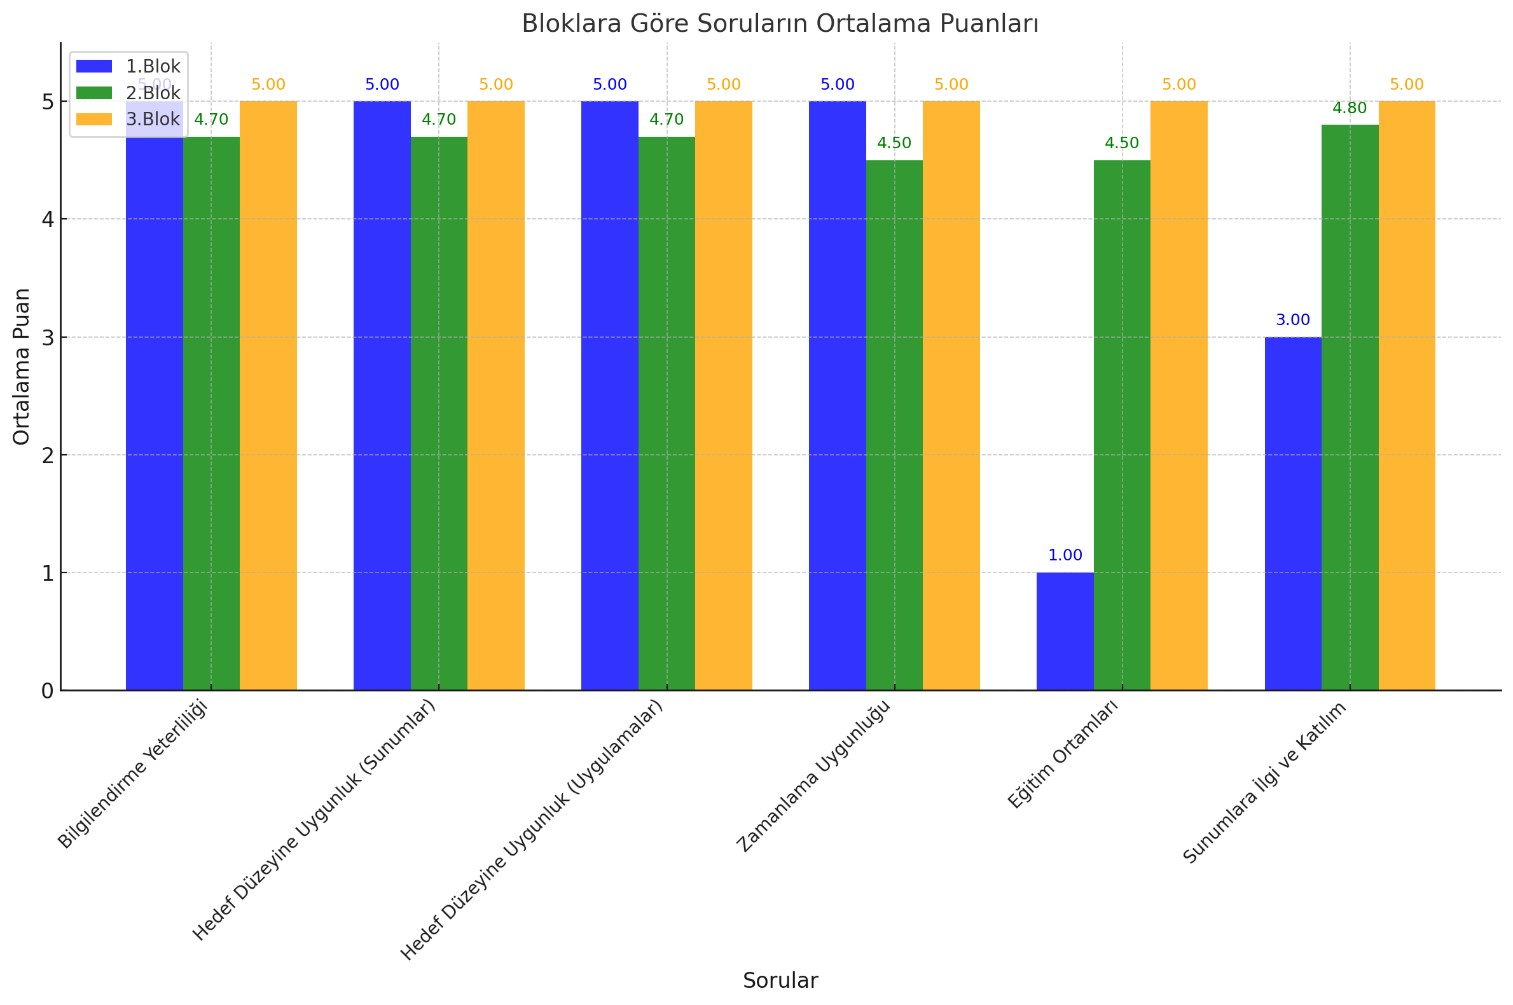 Bloklara Göre Soruların Ortalama Puanları
1.Blok
2.Blok
3.Blok
5.00
4.70
5.00
5.00
4.70
5.00
5.00
4.70
5.00
5.00
4.50
5.00
1.00
4.50
5.00
3.00
4.80
5.00
Ortalama Puan
5
4
3
2
1
0
Bilgilendirme Yeterliliği
Hedef Düzeyine Uygunluk (Sunumlar)
Hedef Düzeyine Uygunluk (Uygulamalar)
Zamanlama Uygunluğu
Eğitim Ortamları
Sunumlara İlgi ve Katılım
Sorular